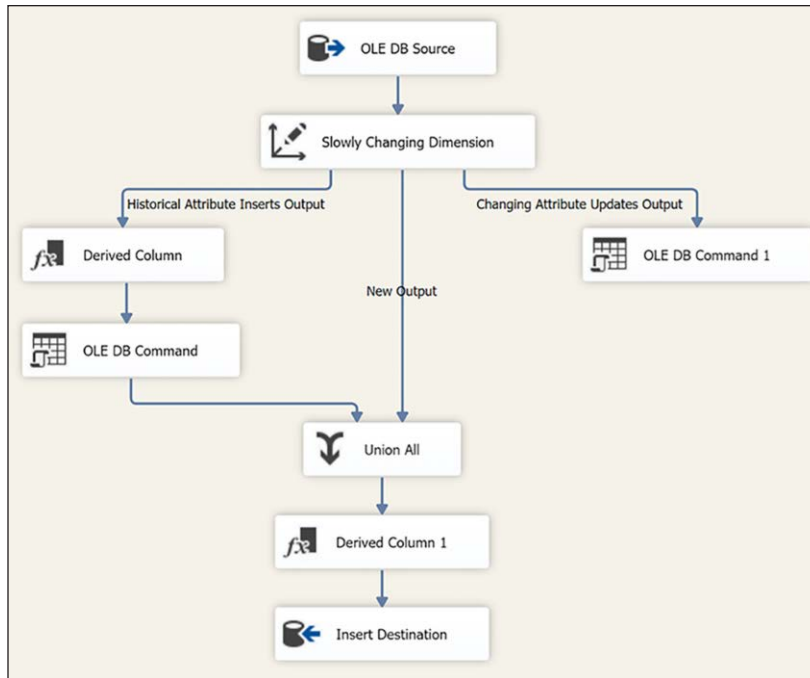 OLE DB Source
Slowly Changing Dimension
Historical Attribute Inserts Output
Changing Attribute Updates Output
Derived Column
OLE DB Command 1
New Output
OLE DB Command
Union All
Derived Column 1
Insert Destination